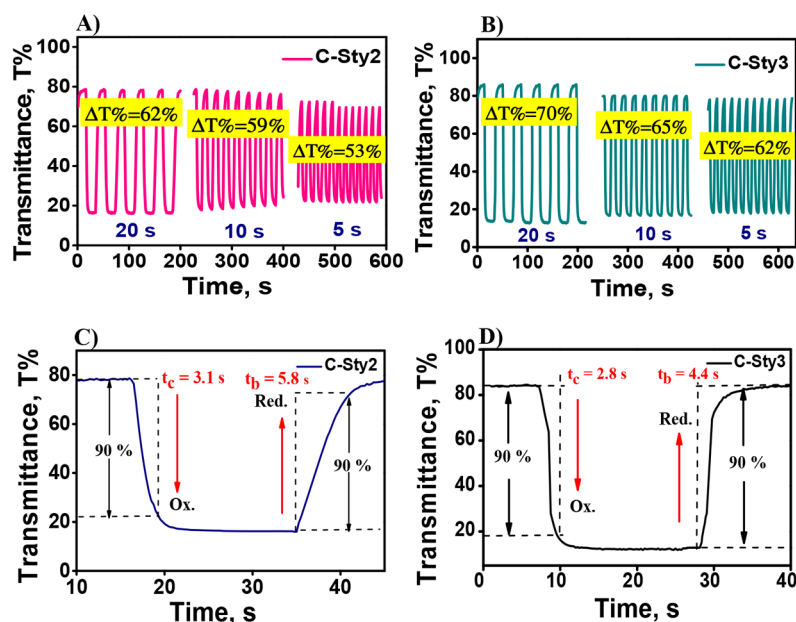 A)
C-Sty2
ΔT%=62%
ΔT%=59%
ΔT%=53%
20 s
10 s
5 s
Transmittance, T%
0
20
40
60
80
100
0 100 200 300 400 500 600
Time, s
B)
C-Sty3
ΔT%=70%
ΔT%=65%
ΔT%=62%
20 s
10 s
5 s
Transmittance, T%
0
20
40
60
80
100
0 100 200 300 400 500 600
Time, s
C)
C-Sty2
tc = 3.1 s
tb = 5.8 s
Red.
90 %
90 %
Ox.
Transmittance, T%
0
20
40
60
80
10 20 30 40
Time, s
D)
C-Sty3
tc = 2.8 s
tb = 4.4 s
Red.
90 %
90 %
Ox.
Transmittance, T%
20
40
60
80
100
0 10 20 30 40
Time, s